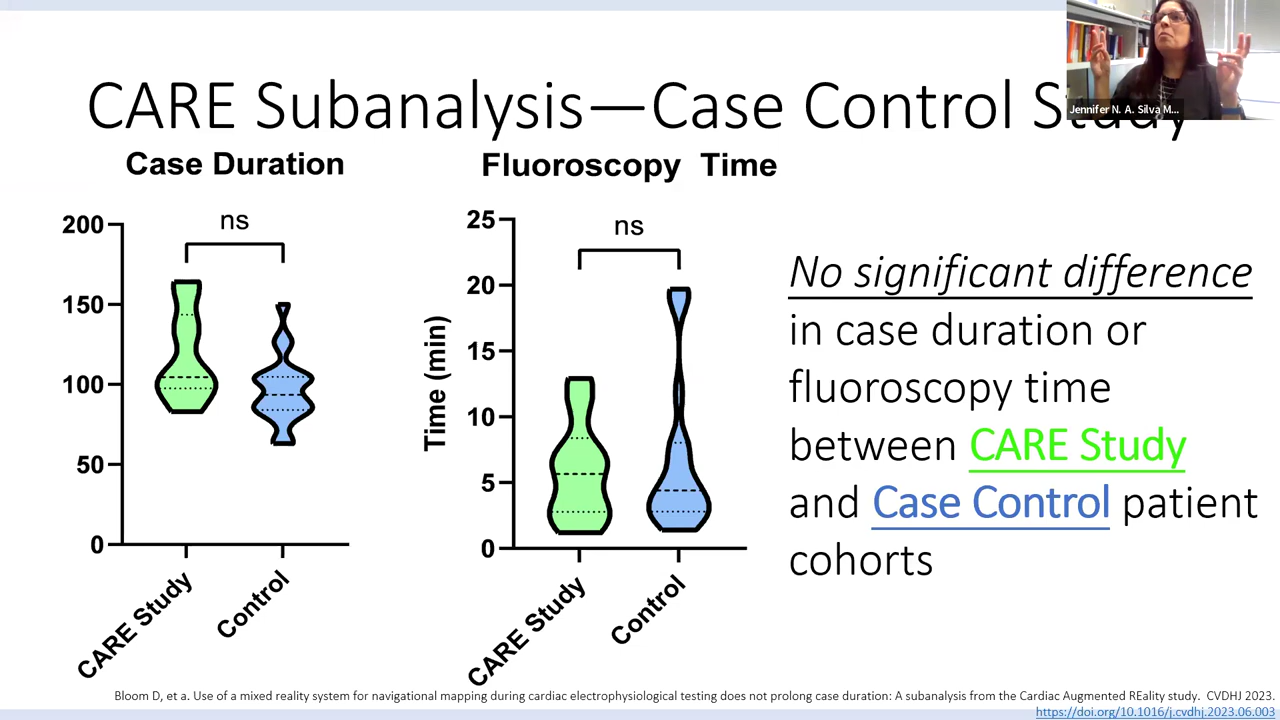 CARE Subanalysis—Case Control Study
Jennifer N. A. Silva M...
Case Duration
200
150
100
50
0
ns
CARE Study
Control
Fluoroscopy Time
Time (min)
25
20
15
10
5
0
ns
CARE Study
Control
No significant difference
in case duration or
fluoroscopy time
between CARE Study
and Case Control patient
cohorts
Bloom D, et a. Use of a mixed reality system for navigational mapping during cardiac electrophysiological testing does not prolong case duration: A subanalysis from the Cardiac Augmented REality study. CVDHJ 2023.
https://doi.org/10.1016/j.cvdhj.2023.06.003